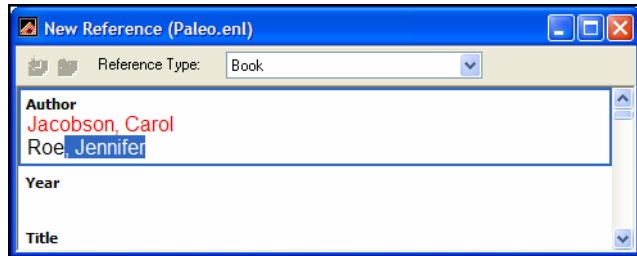 New Reference (Paleo.enl)
Reference Type: Book
Author
Jacobson, Carol
Roe, Jennifer
Year
Title